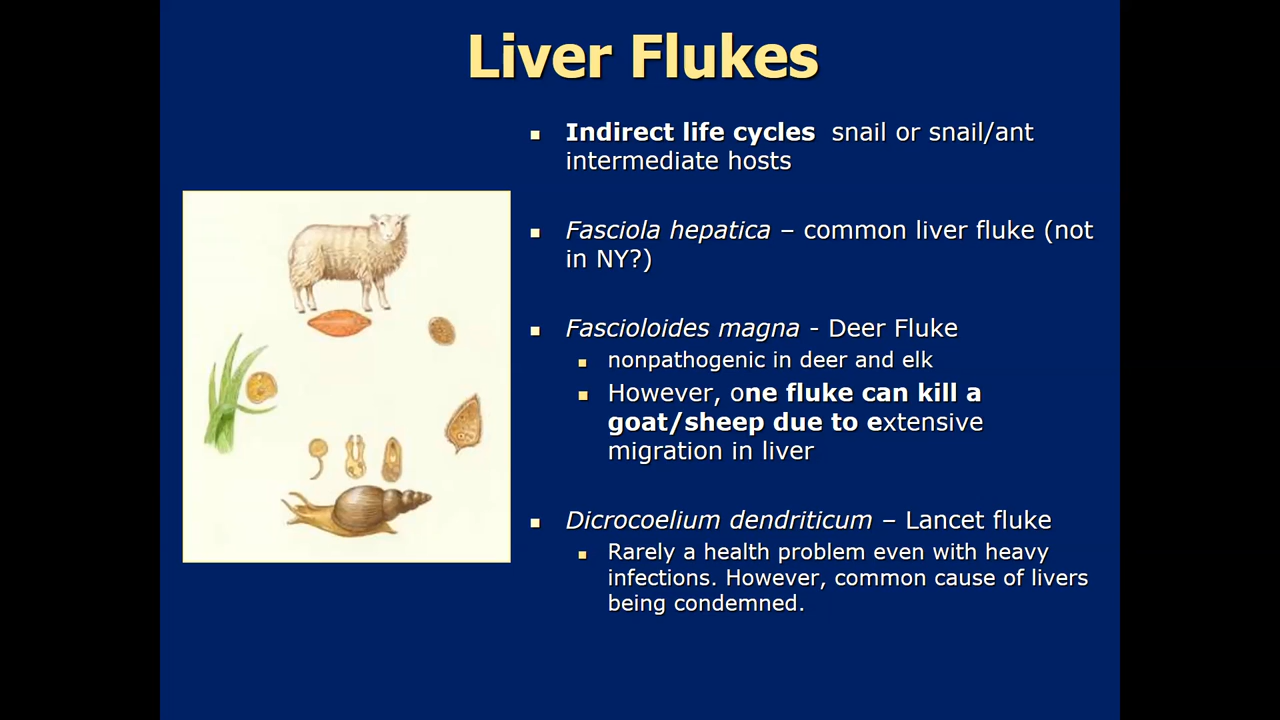 Liver Flukes
Indirect life cycles snail or snail/ant
intermediate hosts
Fasciola hepatica – common liver fluke (not
in NY?)
Fascioloides magna - Deer Fluke
nonpathogenic in deer and elk
However, one fluke can kill a
goat/sheep due to extensive
migration in liver
Dicrocoelium dendriticum – Lancet fluke
Rarely a health problem even with heavy
infections. However, common cause of livers
being condemned.